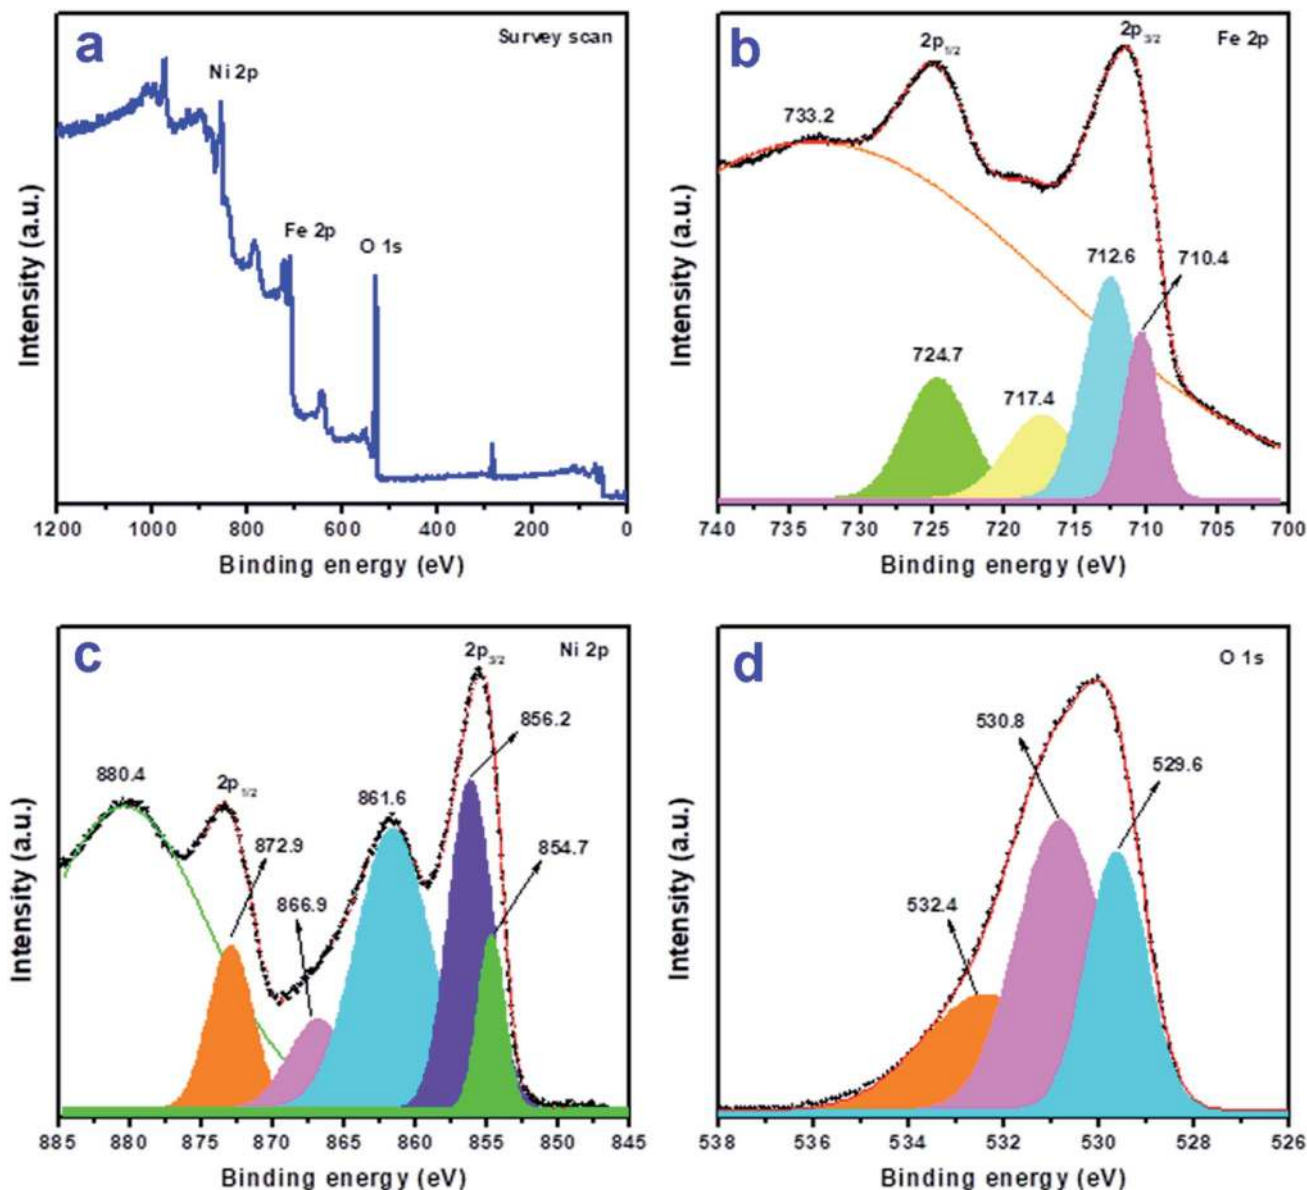 a
Survey scan
Ni 2p
Fe 2p
O 1s
Intensity (a.u.)
1200 1000 800 600 400 200 0
Binding energy (eV)
b
Fe 2p
2p1/2
2p3/2
733.2
712.6
710.4
724.7
717.4
Intensity (a.u.)
740 735 730 725 720 715 710 705 700
Binding energy (eV)
c
Ni 2p
2p3/2
856.2
880.4
2p1/2
861.6
872.9
854.7
866.9
Intensity (a.u.)
885 880 875 870 865 860 855 850 845
Binding energy (eV)
d
O 1s
530.8
529.6
532.4
Intensity (a.u.)
538 536 534 532 530 528 526
Binding energy (eV)